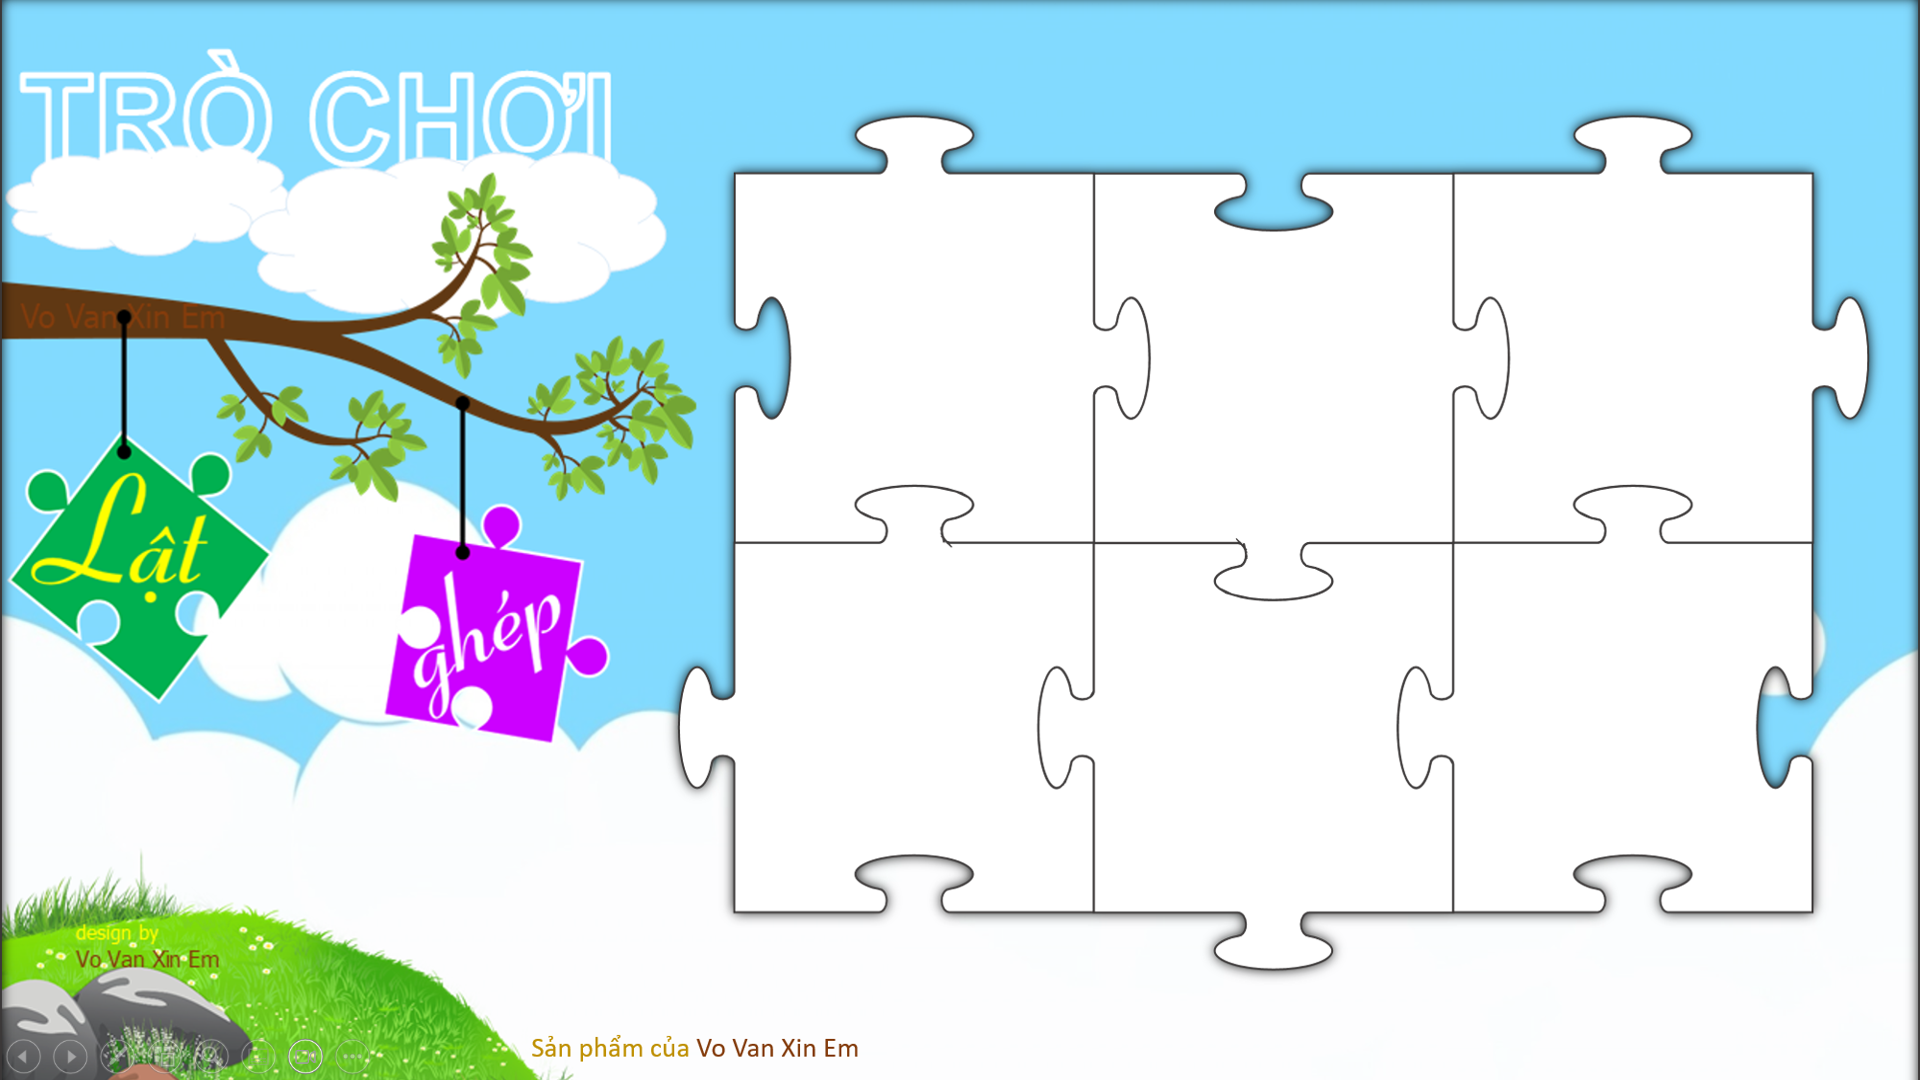 TRÒ CHƠI
Vo Van Xin Em
Lật
ghép
design by
Vo Van Xin Em
Sản phẩm của Vo Van Xin Em